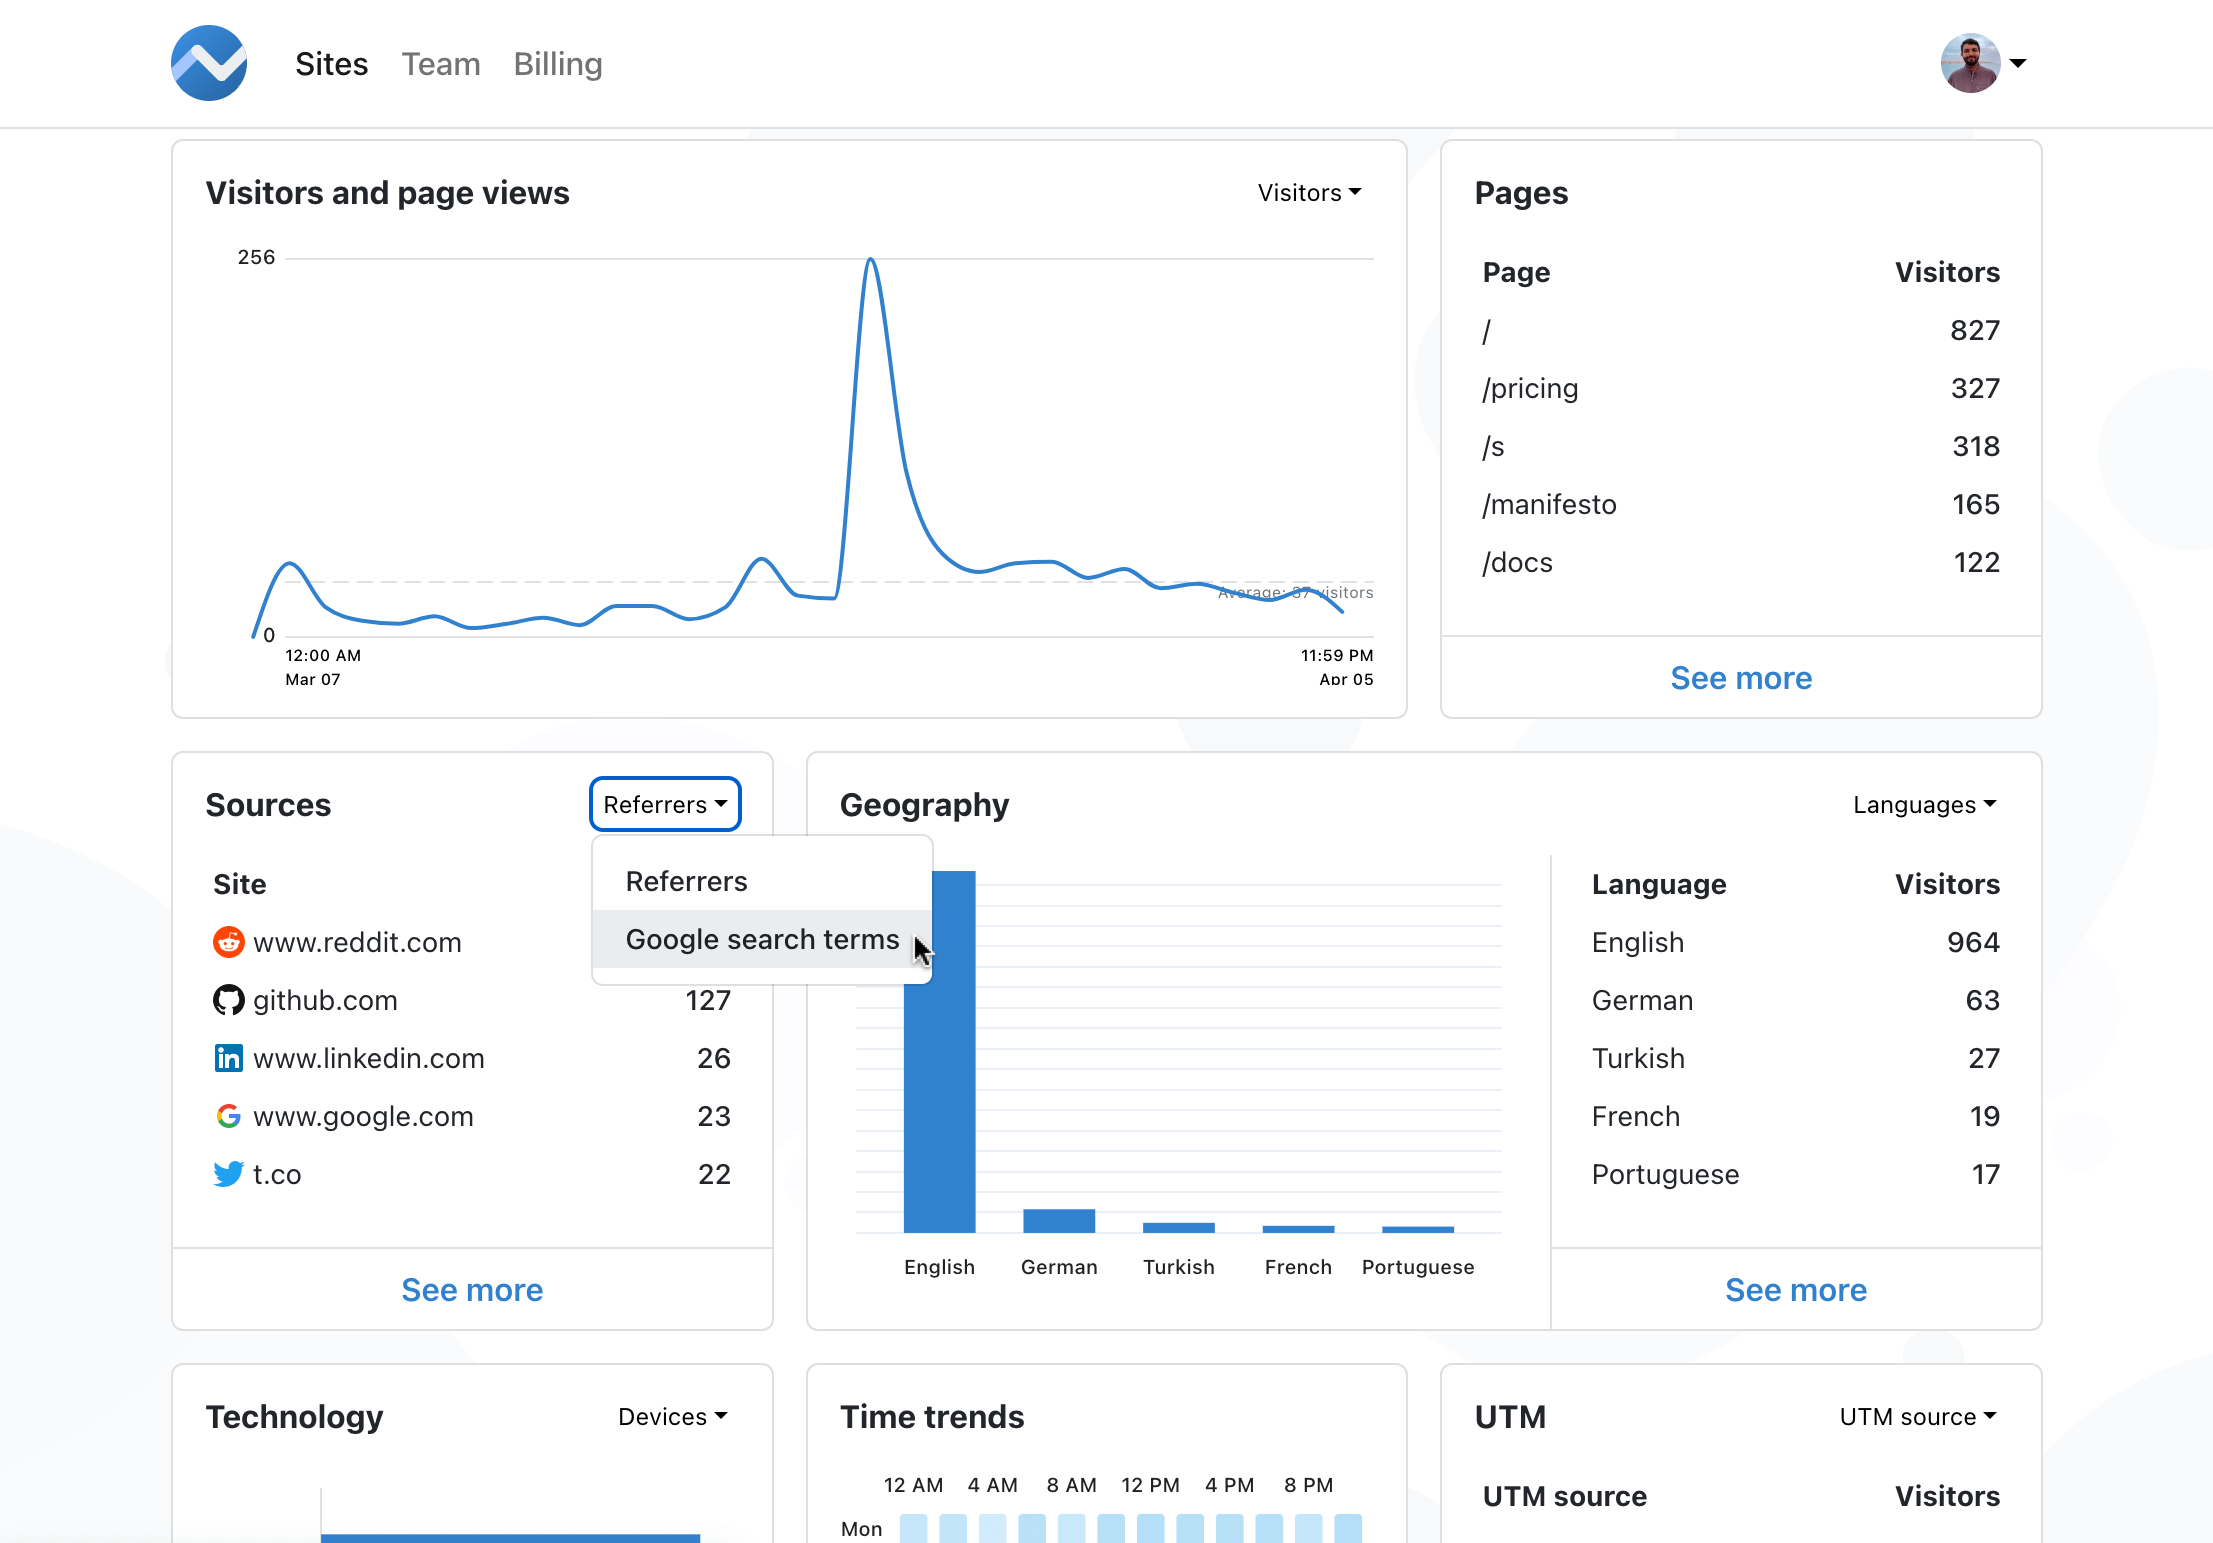 Sites Team Billing
Visitors and page views
Visitors
256
0
12:00 AM
Mar 07
11:59 PM
Apr 05
Average: 37 visitors
Pages
Page Visitors
/ 827
/pricing 327
/s 318
/manifesto 165
/docs 122
See more
Sources
Referrers
Referrers
Google search terms
Site
www.reddit.com
github.com 127
www.linkedin.com 26
www.google.com 23
t.co 22
See more
Geography
Languages
English German Turkish French Portuguese
Language Visitors
English 964
German 63
Turkish 27
French 19
Portuguese 17
See more
Technology
Devices
Time trends
12 AM 4 AM 8 AM 12 PM 4 PM 8 PM
Mon
UTM
UTM source
UTM source Visitors